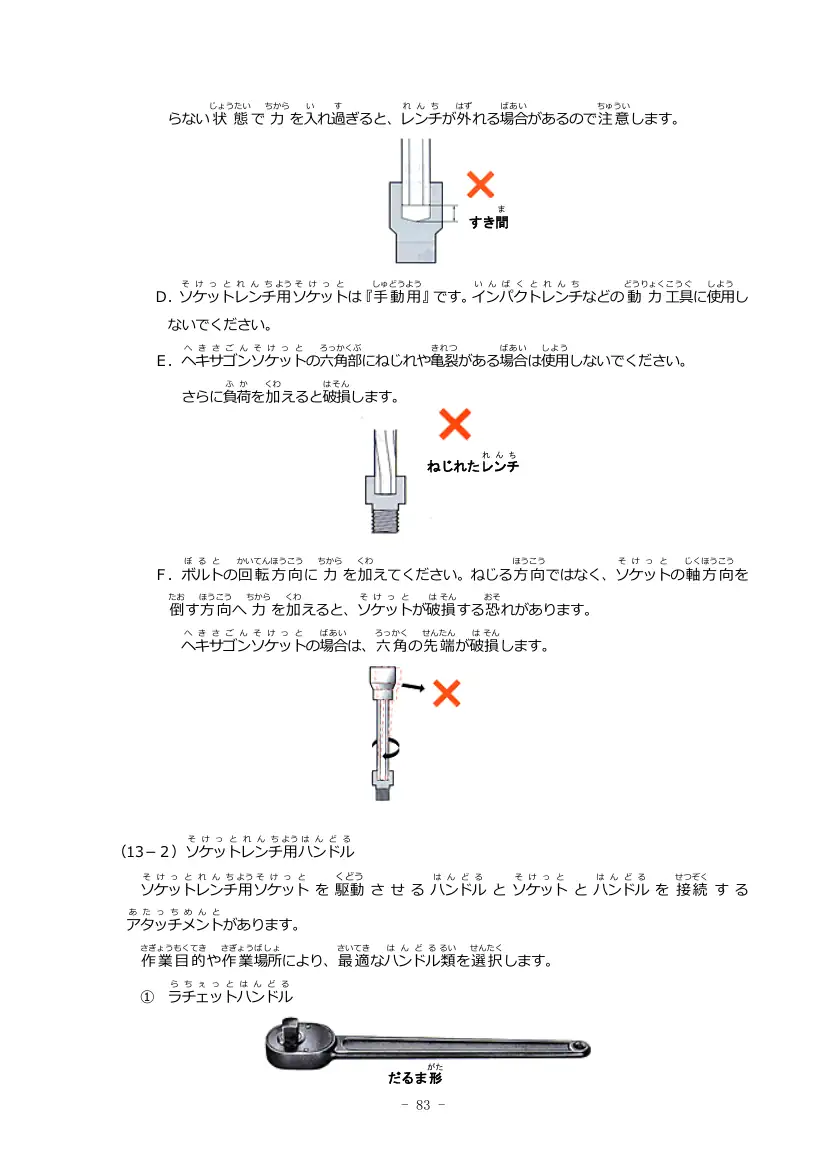 らない状態で力を入れ過ぎると、レンチが外れる場合があるので注意します。
すき間
D．ソケットレンチ用ソケットは『手動用』です。インパクトレンチなどの動力工具に使用し
ないでください。
E．ヘキサゴンソケットの六角部にねじれや亀裂がある場合は使用しないでください。
さらに負荷を加えると破損します。
ねじれたレンチ
F．ボルトの回転方向に力を加えてください。ねじる方向ではなく、ソケットの軸方向を
倒す方向へ力を加えると、ソケットが破損する恐れがあります。
ヘキサゴンソケットの場合は、六角の先端が破損します。
（13－2）ソケットレンチ用ハンドル
ソケットレンチ用ソケットを駆動させるハンドルとソケットとハンドルを接続する
アタッチメントがあります。
作業目的や作業場所により、最適なハンドル類を選択します。
① ラチェットハンドル
だるま形
- 83 -